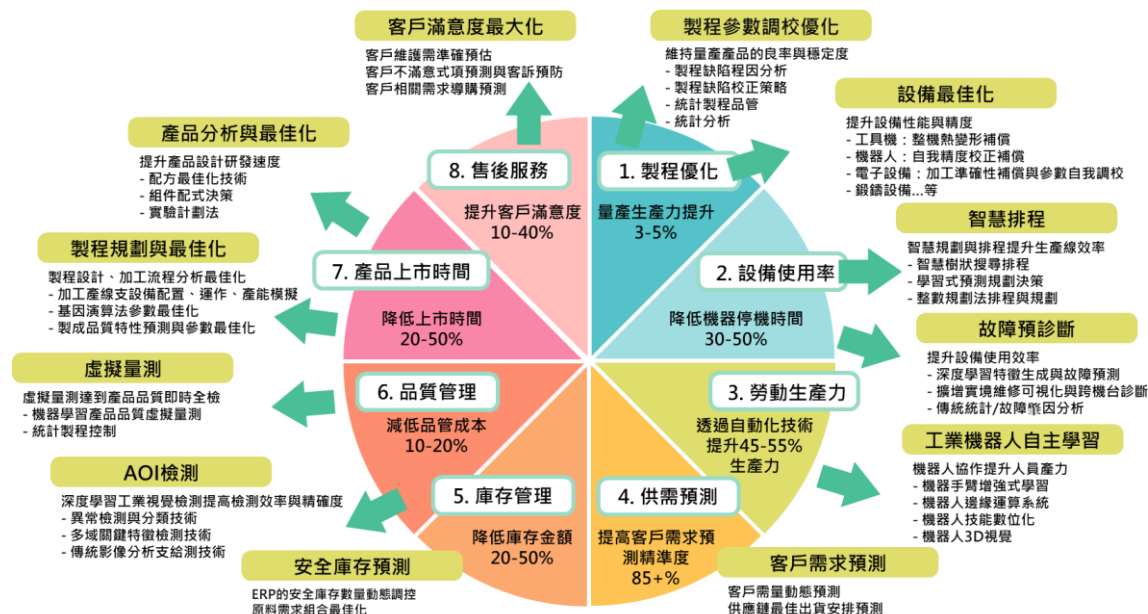 客戶滿意度最大化
客戶維護需準確預估
客戶不滿意式項預測與客訴預防
客戶相關需求導購預測
製程參數調校優化
維持量產產品的良率與穩定度
- 製程缺陷程因分析
- 製程缺陷校正策略
- 統計製程品管
- 統計分析
設備最佳化
提升設備性能與精度
- 工具機：整機熱變形補償
- 機器人：自我精度校正補償
- 電子設備：加工準確性補償與參數自我調校
- 鍛鑄設備...等
智慧排程
智慧規劃與排程提升生產線效率
- 智慧樹狀搜尋排程
- 學習式預測規劃決策
- 整數規劃法排程與規劃
故障預診斷
提升設備使用效率
- 深度學習特徵生成與故障預測
- 擴增實境維修可視化與跨機台診斷
- 傳統統計/故障肇因分析
工業機器人自主學習
機器人協作提升人員產力
- 機器手臂增強式學習
- 機器人邊緣運算系統
- 機器人技能數位化
- 機器人3D視覺
客戶需求預測
客戶需量動態預測
供應鏈最佳出貨安排預測
安全庫存預測
ERP的安全庫存數量動態調控
原料需求組合最佳化
AOI檢測
深度學習工業視覺檢測提高檢測效率與精確度
- 異常檢測與分類技術
- 多域關鍵特徵檢測技術
- 傳統影像分析支給測技術
虛擬量測
虛擬量測達到產品品質即時全檢
- 機器學習產品品質虛擬量測
- 統計製程控制
製程規劃與最佳化
製程設計、加工流程分析最佳化
- 加工產線支設備配置、運作、產能模擬
- 基因演算法參數最佳化
- 製成品質特性預測與參數最佳化
產品分析與最佳化
提升產品設計研發速度
- 配方最佳化技術
- 組件配式決策
- 實驗計劃法
1. 製程優化
量產生產力提升
3-5%
2. 設備使用率
降低機器停機時間
30-50%
3. 勞動生產力
透過自動化技術
提升45-55%
生產力
4. 供需預測
提高客戶需求預
測精準度
85+%
5. 庫存管理
降低庫存金額
20-50%
6. 品質管理
減低品管成本
10-20%
7. 產品上市時間
降低上市時間
20-50%
8. 售後服務
提升客戶滿意度
10-40%